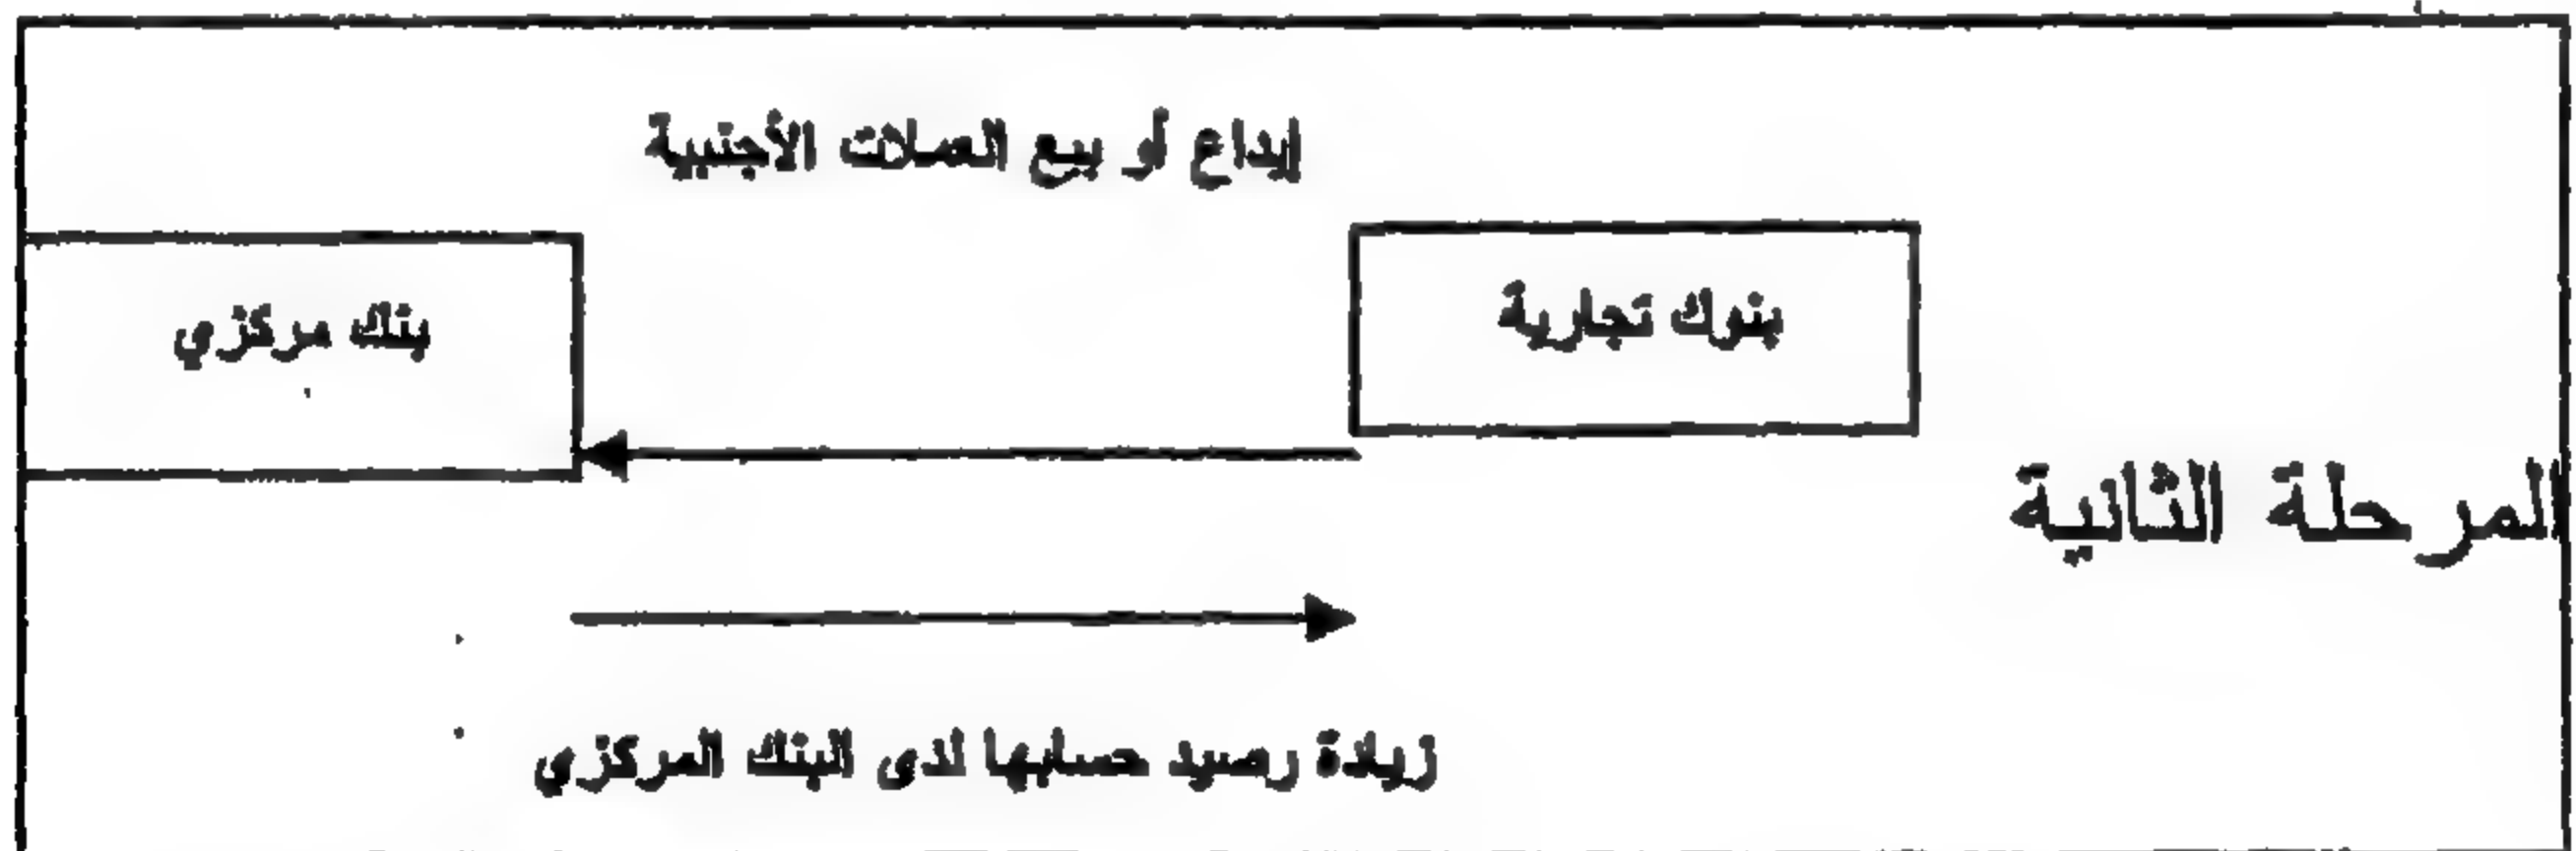 إيداع أو بيع العملات الأجنبية
بنوك تجارية
بنك مركزي
المرحلة الثانية
زيادة رصيد حسابها لدى البنك المركزي